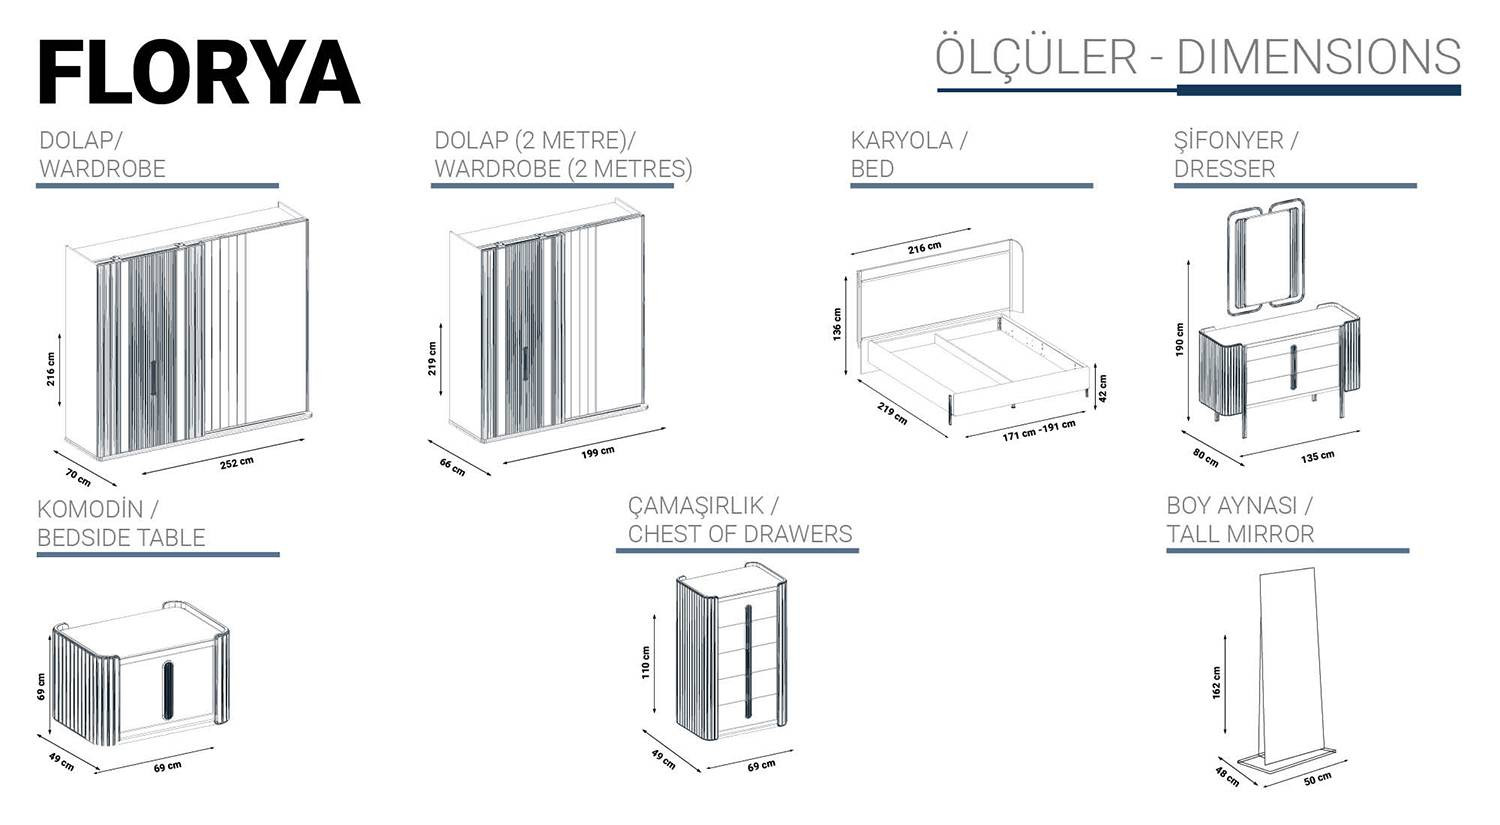 FLORYA
ÖLÇÜLER - DIMENSIONS
DOLAP/
WARDROBE
216 cm
70 cm
252 cm
DOLAP (2 METRE)/
WARDROBE (2 METRES)
219 cm
66 cm
199 cm
KARYOLA /
BED
216 cm
136 cm
219 cm
171 cm -191 cm
42 cm
ŞİFONYER /
DRESSER
190 cm
80 cm
135 cm
KOMODİN /
BEDSIDE TABLE
69 cm
49 cm
69 cm
ÇAMAŞIRLIK /
CHEST OF DRAWERS
110 cm
49 cm
69 cm
BOY AYNASI /
TALL MIRROR
162 cm
48 cm
50 cm